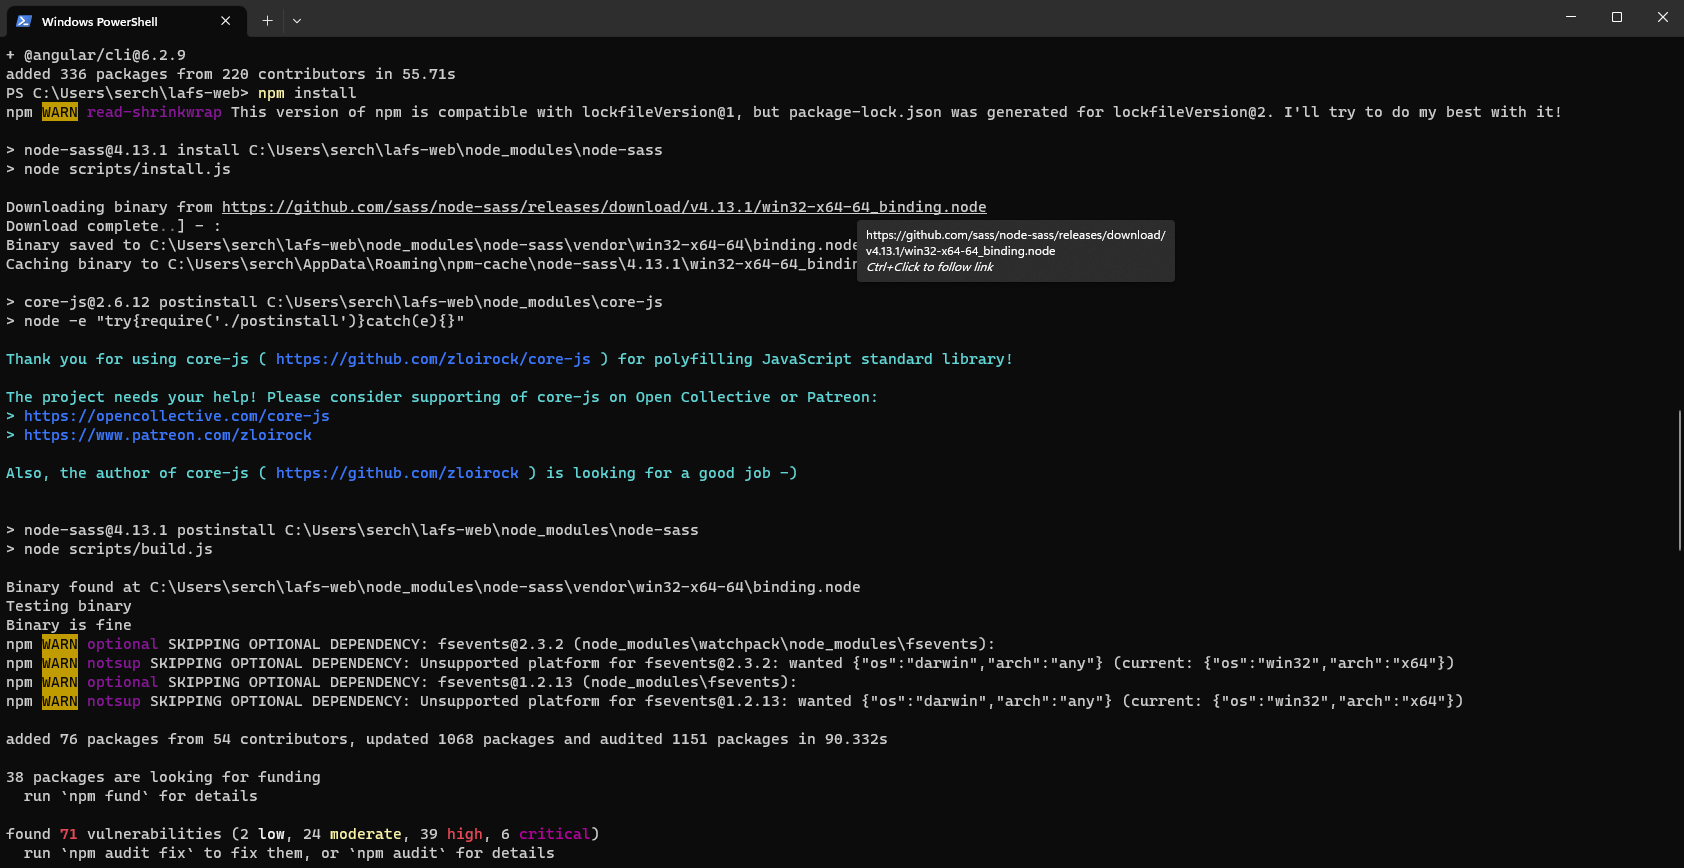 Windows PowerShell
+ @angular/cli@6.2.9
added 336 packages from 220 contributors in 55.71s
PS C:\Users\serch\lafs-web> npm install
npm WARN read-shrinkwrap This version of npm is compatible with lockfileVersion@1, but package-lock.json was generated for lockfileVersion@2. I'll try to do my best with it!
> node-sass@4.13.1 install C:\Users\serch\lafs-web\node_modules\node-sass
> node scripts/install.js
Downloading binary from https://github.com/sass/node-sass/releases/download/v4.13.1/win32-x64-64_binding.node
Download complete..] - :
Binary saved to C:\Users\serch\lafs-web\node_modules\node-sass\vendor\win32-x64-64\binding.node
Caching binary to C:\Users\serch\AppData\Roaming\npm-cache\node-sass\4.13.1\win32-x64-64_bindin
https://github.com/sass/node-sass/releases/download/
v4.13.1/win32-x64-64_binding.node
Ctrl+Click to follow link
> core-js@2.6.12 postinstall C:\Users\serch\lafs-web\node_modules\core-js
> node -e "try{require('./postinstall')}catch(e){}"
Thank you for using core-js ( https://github.com/zloirock/core-js ) for polyfilling JavaScript standard library!
The project needs your help! Please consider supporting of core-js on Open Collective or Patreon:
> https://opencollective.com/core-js
> https://www.patreon.com/zloirock
Also, the author of core-js ( https://github.com/zloirock ) is looking for a good job -)
> node-sass@4.13.1 postinstall C:\Users\serch\lafs-web\node_modules\node-sass
> node scripts/build.js
Binary found at C:\Users\serch\lafs-web\node_modules\node-sass\vendor\win32-x64-64\binding.node
Testing binary
Binary is fine
npm WARN optional SKIPPING OPTIONAL DEPENDENCY: fsevents@2.3.2 (node_modules\watchpack\node_modules\fsevents):
npm WARN notsup SKIPPING OPTIONAL DEPENDENCY: Unsupported platform for fsevents@2.3.2: wanted {"os":"darwin","arch":"any"} (current: {"os":"win32","arch":"x64"})
npm WARN optional SKIPPING OPTIONAL DEPENDENCY: fsevents@1.2.13 (node_modules\fsevents):
npm WARN notsup SKIPPING OPTIONAL DEPENDENCY: Unsupported platform for fsevents@1.2.13: wanted {"os":"darwin","arch":"any"} (current: {"os":"win32","arch":"x64"})
added 76 packages from 54 contributors, updated 1068 packages and audited 1151 packages in 90.332s
38 packages are looking for funding
run `npm fund` for details
found 71 vulnerabilities (2 low, 24 moderate, 39 high, 6 critical)
run `npm audit fix` to fix them, or `npm audit` for details